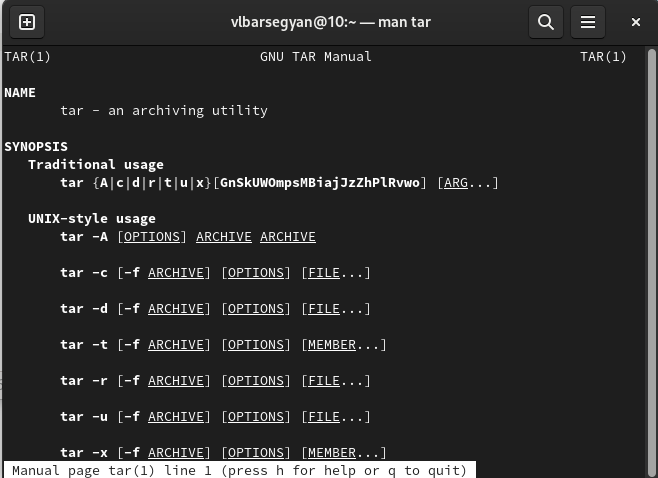 vlbarsegyan@10:~ — man tar
TAR(1) GNU TAR Manual TAR(1)
NAME
tar - an archiving utility
SYNOPSIS
Traditional usage
tar {A|c|d|r|t|u|x}[GnSkUWOmpsMBiajJzZhPlRvwo] [ARG...]
UNIX-style usage
tar -A [OPTIONS] ARCHIVE ARCHIVE
tar -c [-f ARCHIVE] [OPTIONS] [FILE...]
tar -d [-f ARCHIVE] [OPTIONS] [FILE...]
tar -t [-f ARCHIVE] [OPTIONS] [MEMBER...]
tar -r [-f ARCHIVE] [OPTIONS] [FILE...]
tar -u [-f ARCHIVE] [OPTIONS] [FILE...]
tar -x [-f ARCHIVE] [OPTIONS] [MEMBER...]
Manual page tar(1) line 1 (press h for help or q to quit)